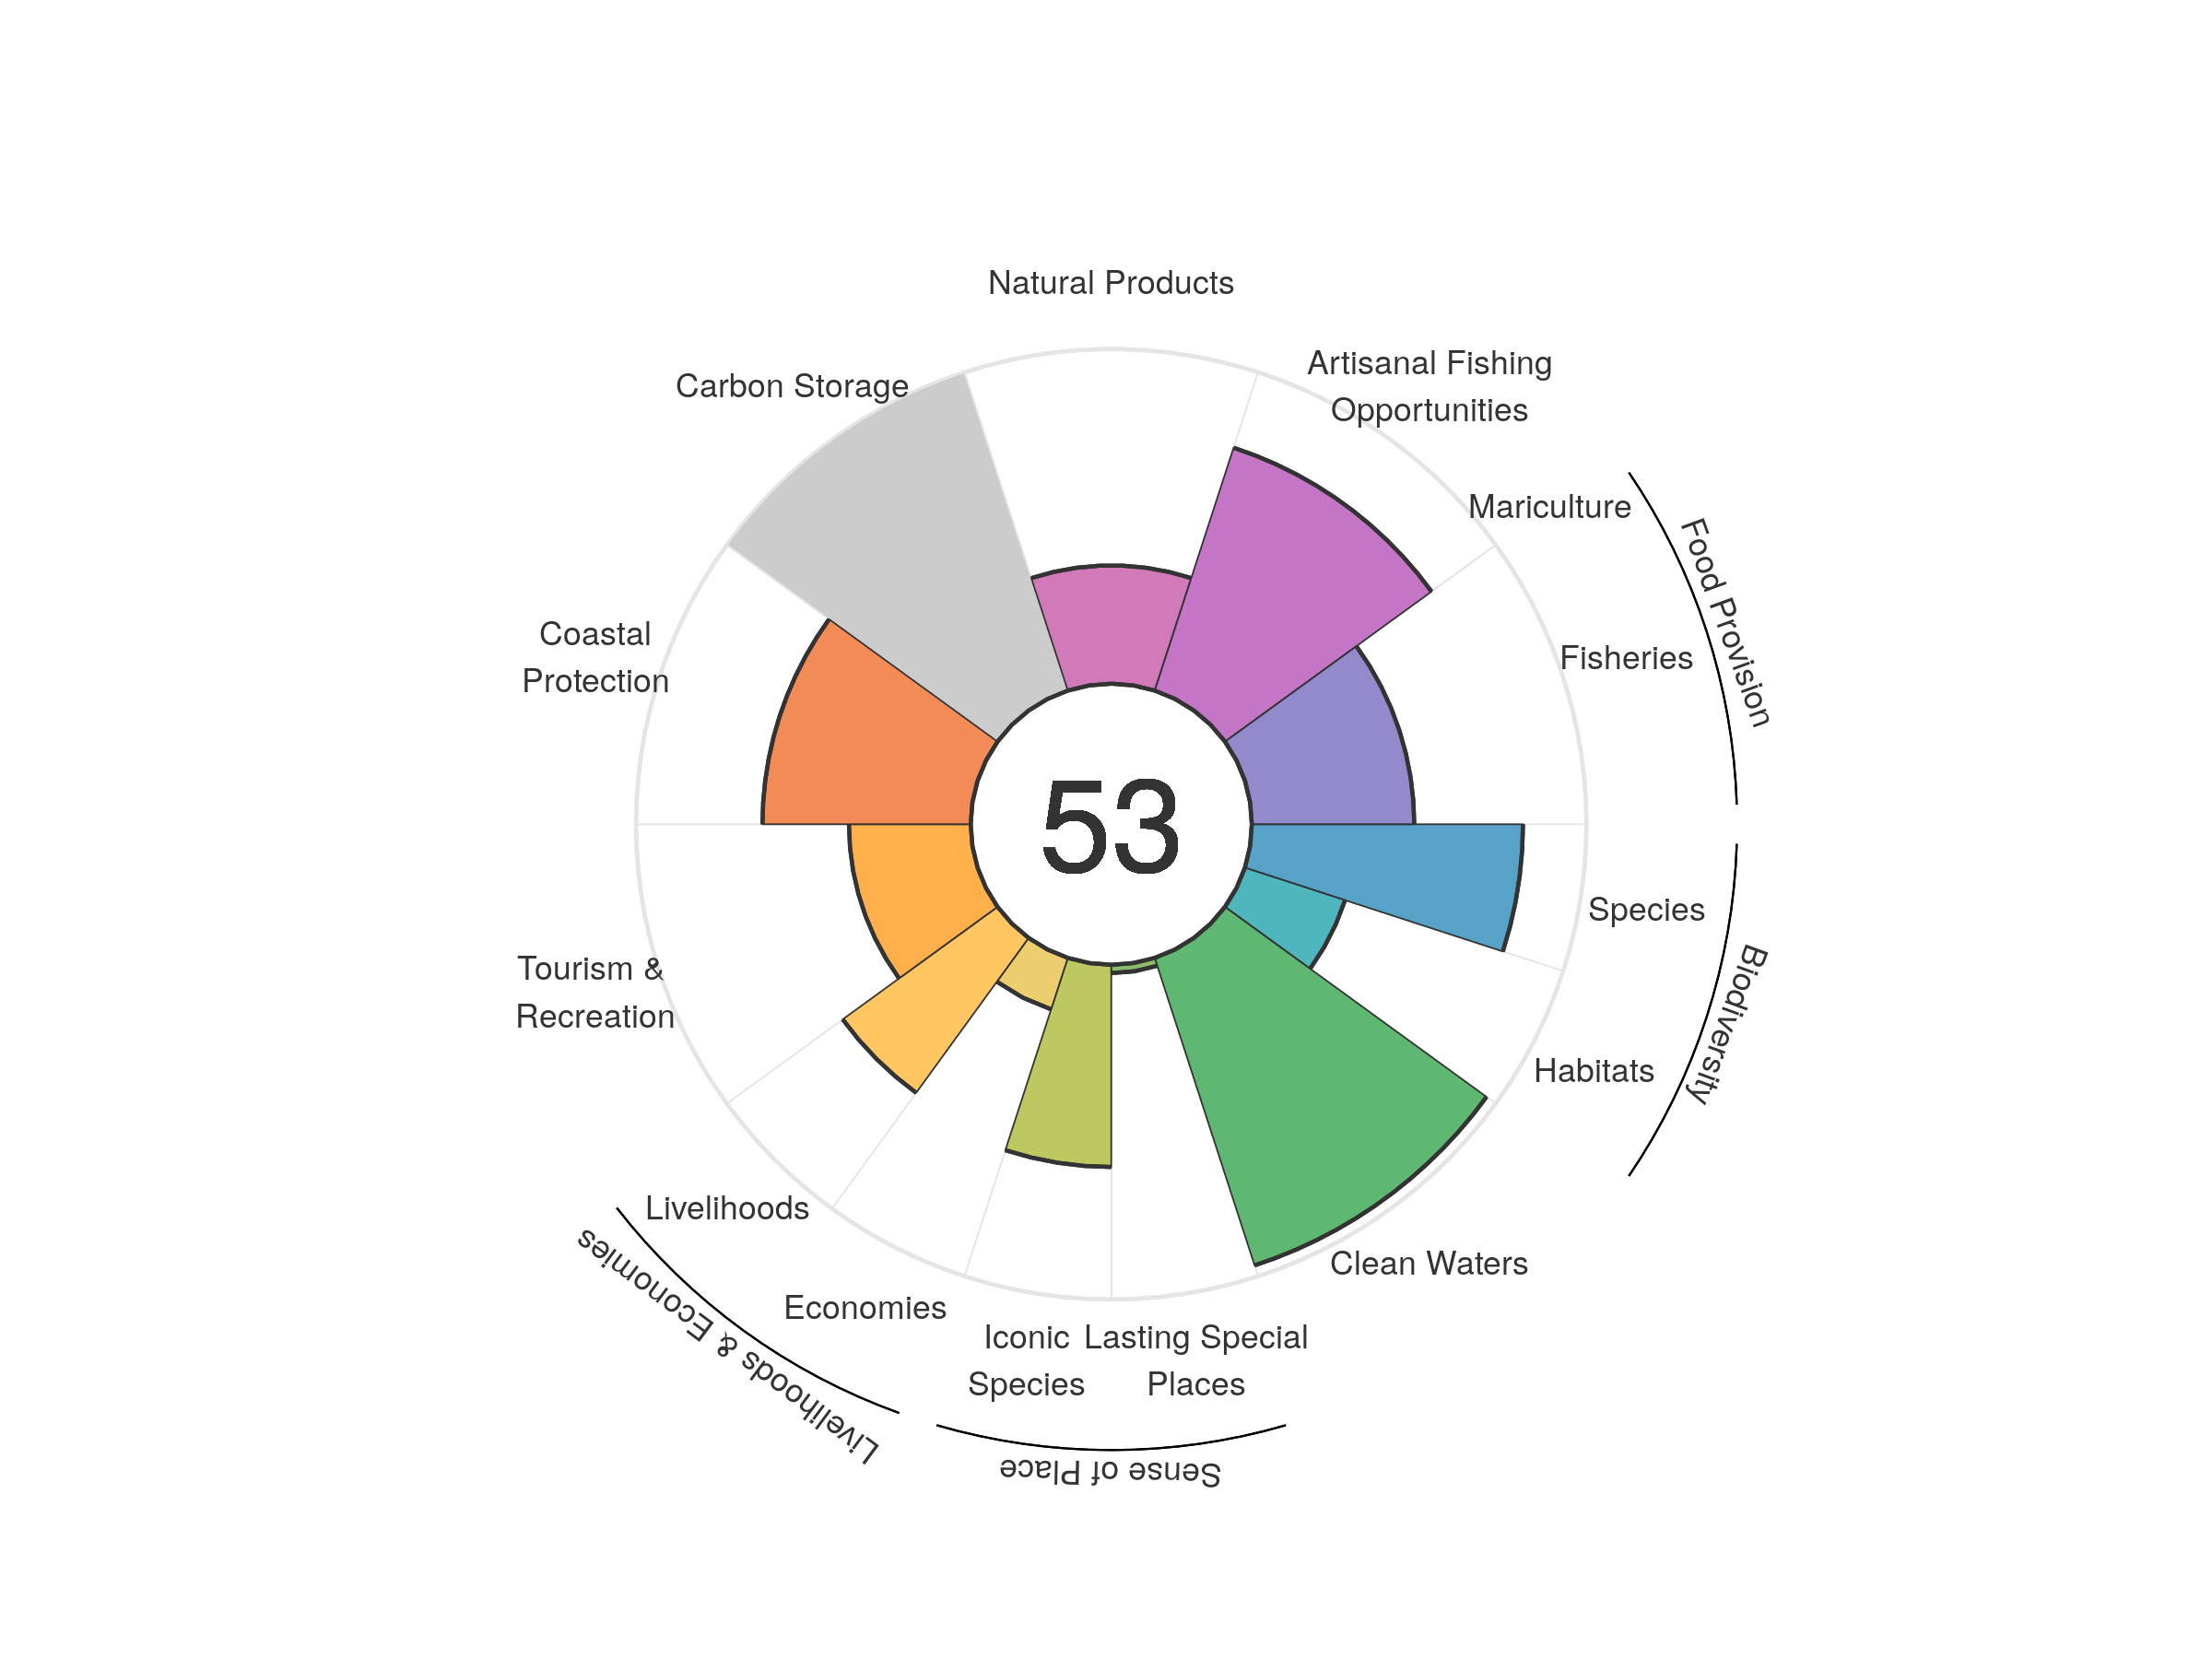 Natural Products
Artisanal Fishing
Opportunities
Carbon Storage
Mariculture
Food Provision
Fisheries
Coastal
Protection
53
Species
Biodiversity
Tourism &
Recreation
Habitats
Livelihoods
Clean Waters
Livelihoods & Economies
Economies
Iconic
Species
Lasting Special
Places
Sense of Place